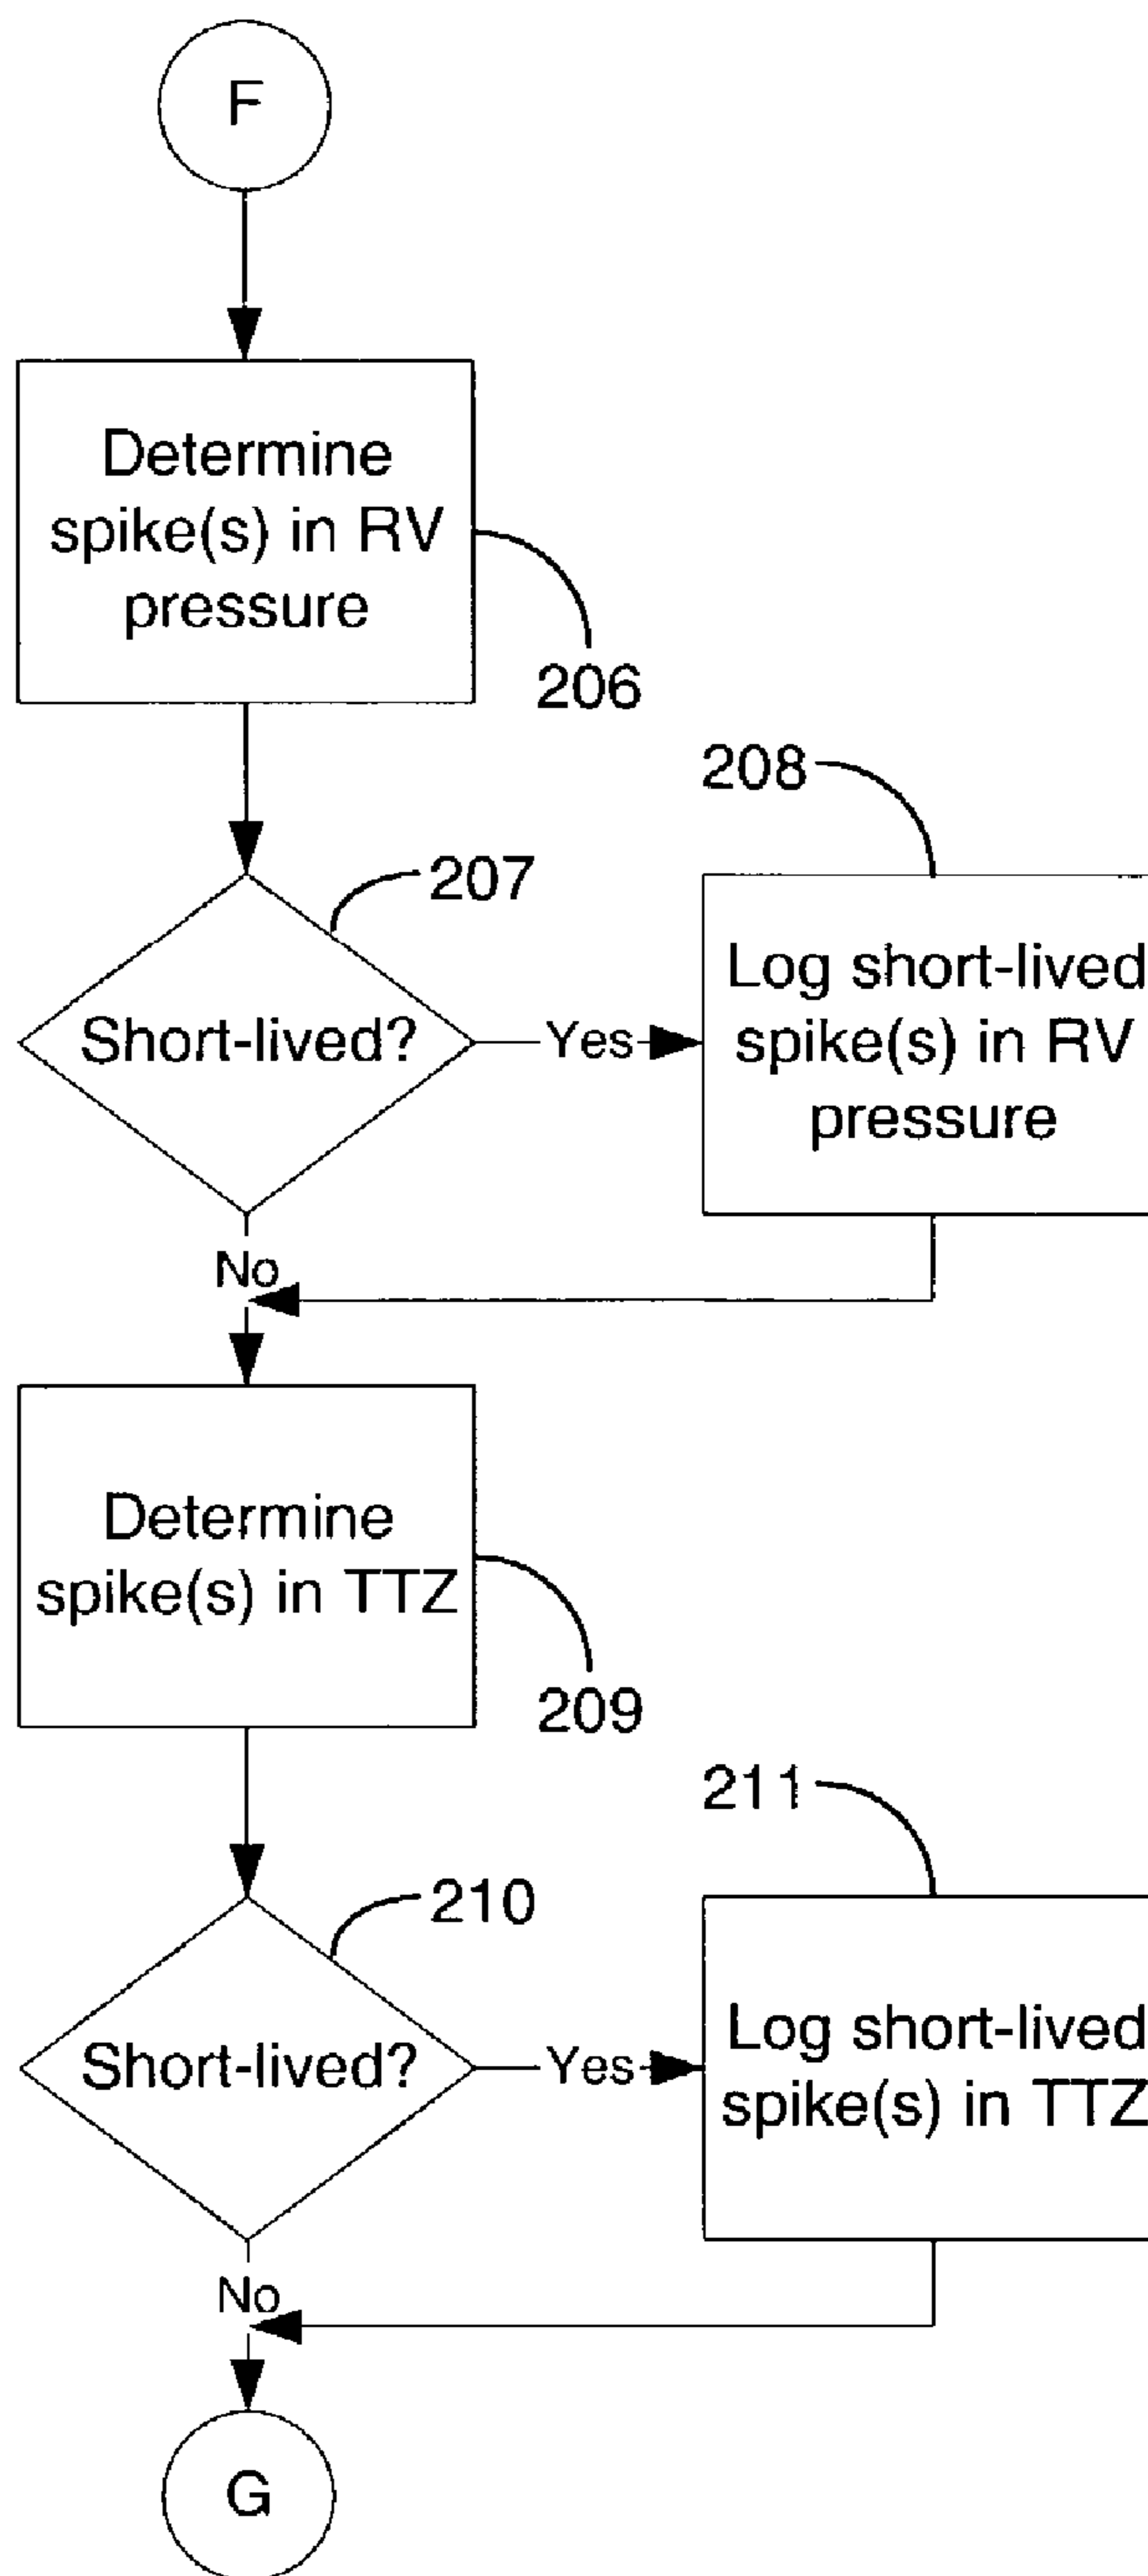 F
Determine
spike(s) in RV
pressure
206
208
207
Short-lived?
Yes
Log short-lived
spike(s) in RV
pressure
No
Determine
spike(s) in TTZ
209
211
210
Short-lived?
Yes
Log short-lived
spike(s) in TTZ
No
G